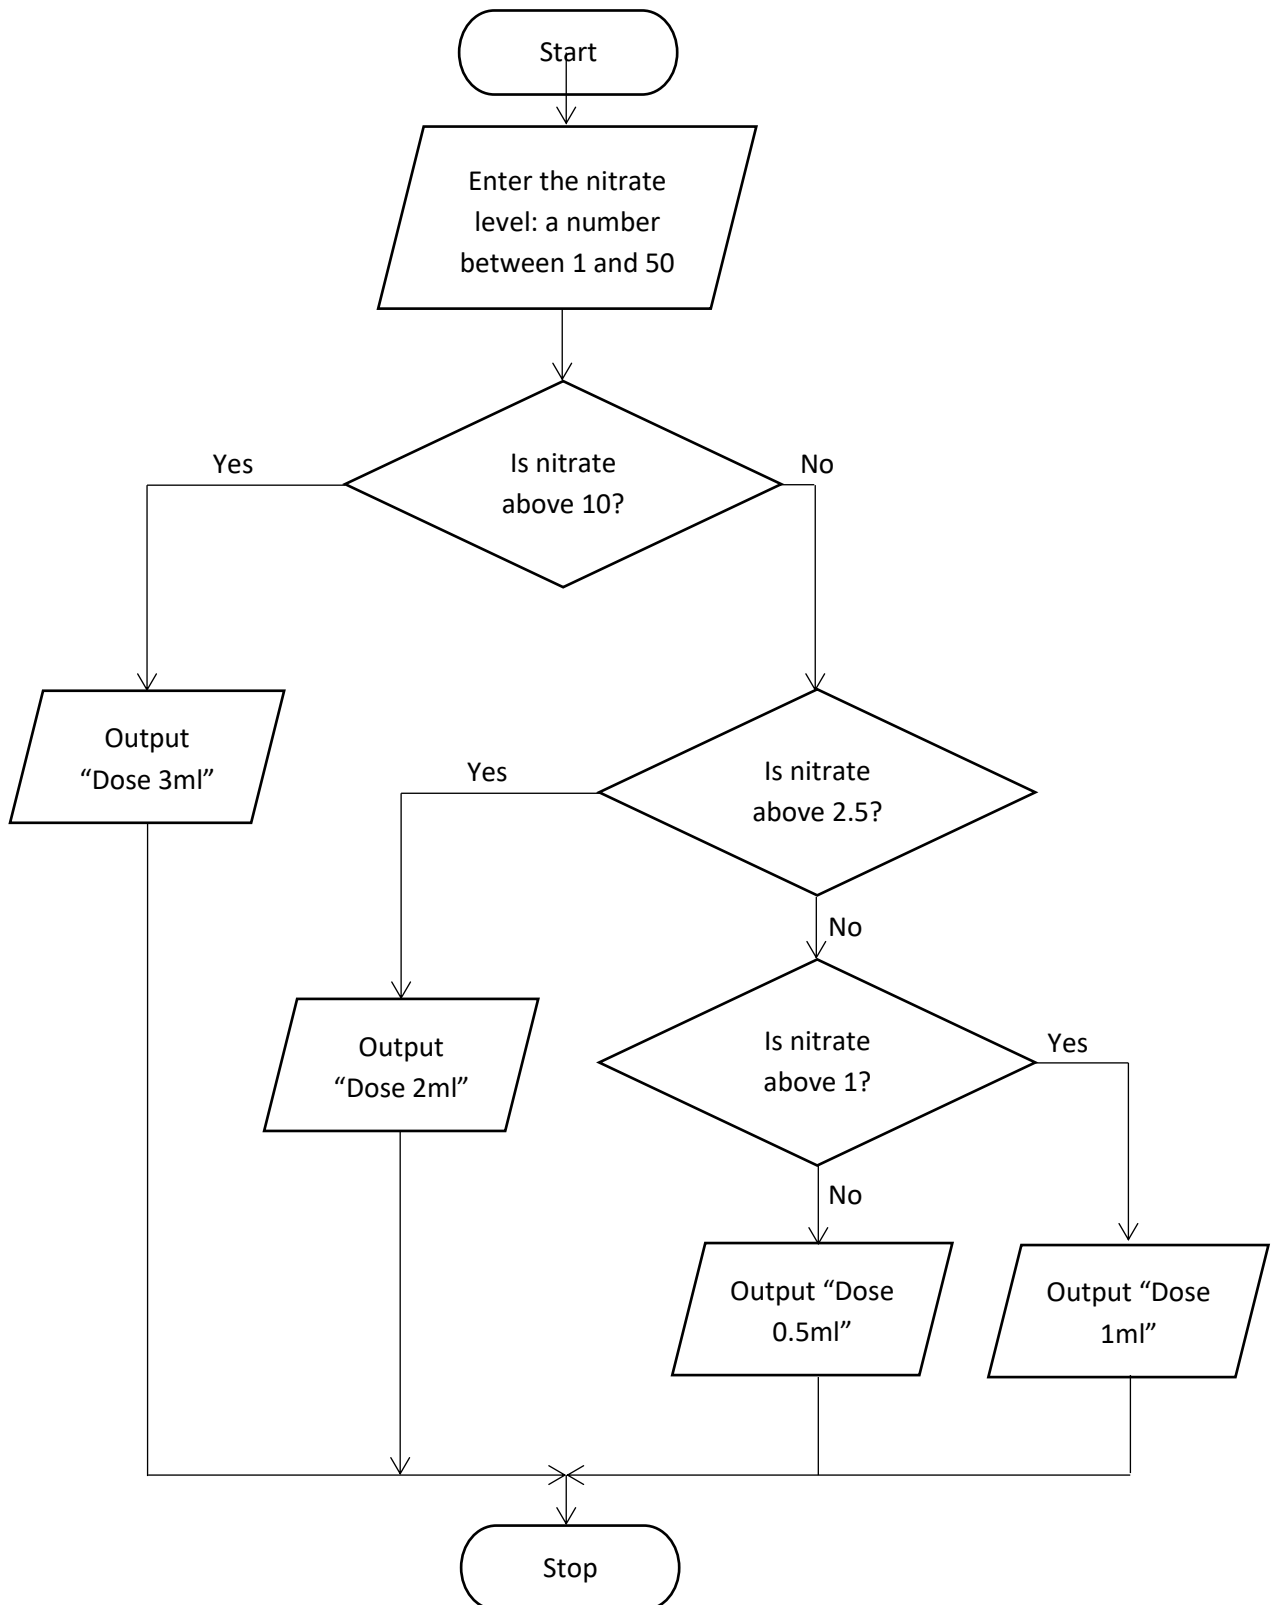 Start
Enter the nitrate
level: a number
between 1 and 50
Yes
Is nitrate
above 10?
No
Output
“Dose 3ml”
Yes
Is nitrate
above 2.5?
No
Output
“Dose 2ml”
Is nitrate
above 1?
Yes
No
Output “Dose
0.5ml”
Output “Dose
1ml”
Stop